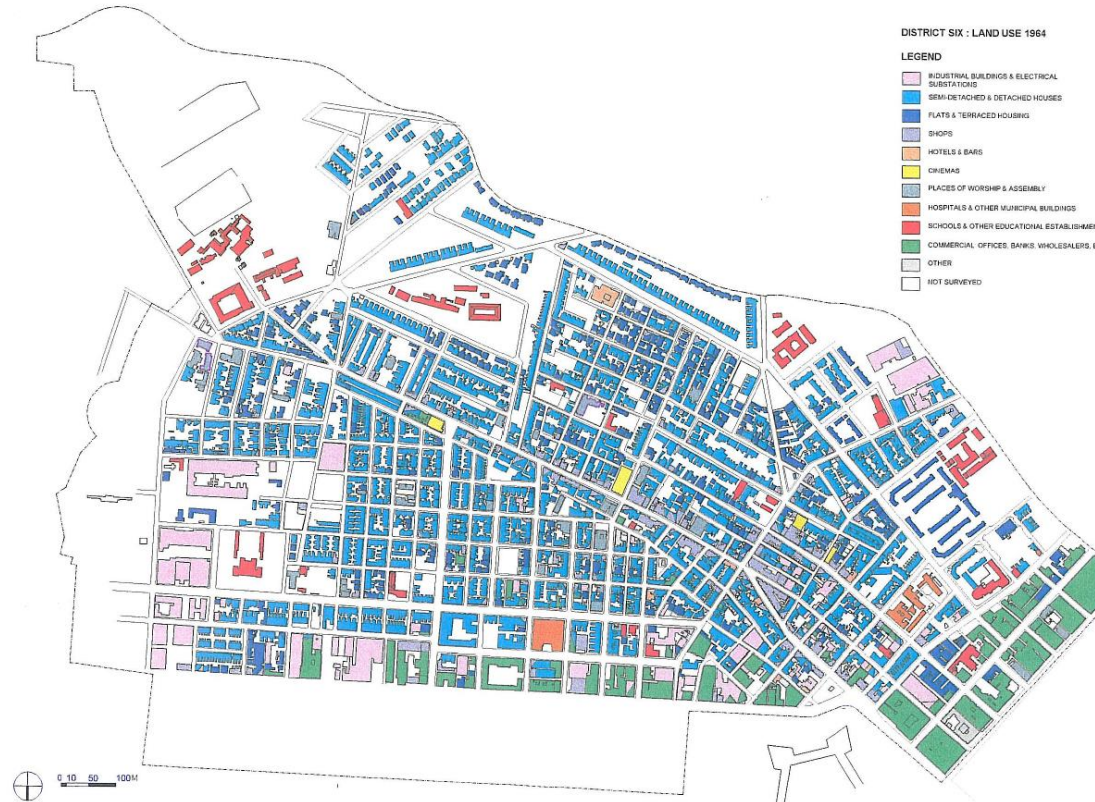 DISTRICT SIX : LAND USE 1964
LEGEND
INDUSTRIAL BUILDINGS & ELECTRICAL
SUBSTATIONS
SEMI-DETACHED & DETACHED HOUSES
FLATS & TERRACED HOUSING
SHOPS
HOTELS & BARS
CINEMAS
PLACES OF WORSHIP & ASSEMBLY
HOSPITALS & OTHER MUNICIPAL BUILDINGS
SCHOOLS & OTHER EDUCATIONAL ESTABLISHMEN
COMMERCIAL OFFICES, BANKS, WHOLESALERS, E
OTHER
NOT SURVEYED
0 10 50 100M